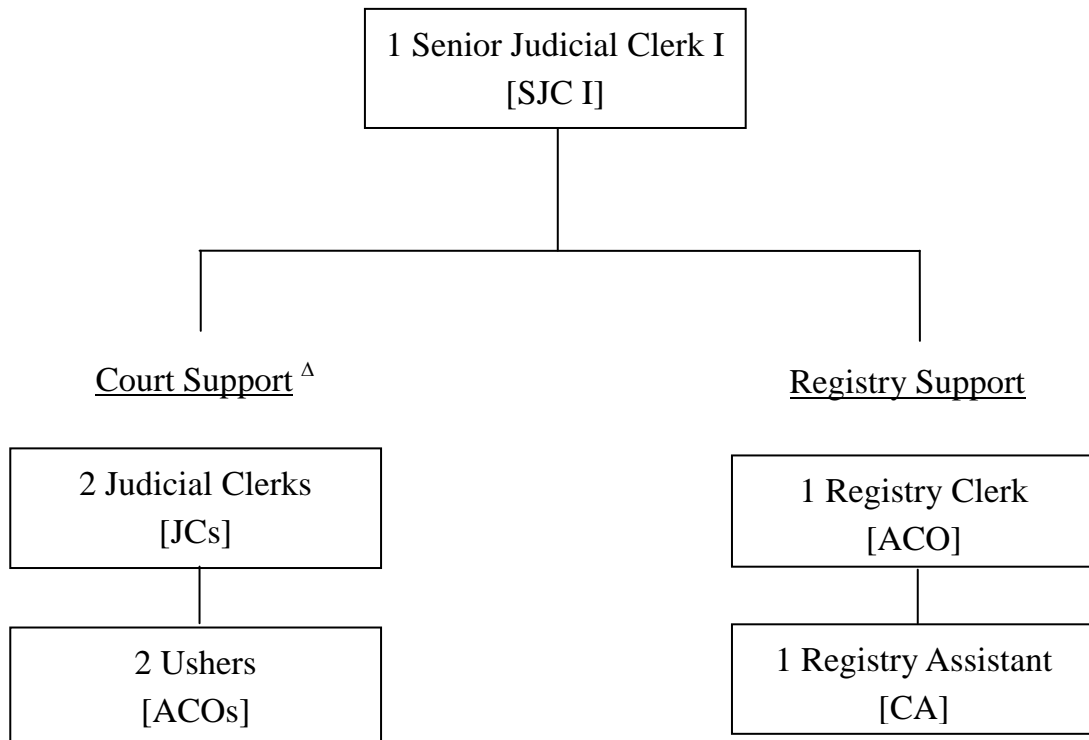 1 Senior Judicial Clerk I
[SJC I]
Court Support Δ
Registry Support
2 Judicial Clerks
[JCs]
1 Registry Clerk
[ACO]
2 Ushers
[ACOs]
1 Registry Assistant
[CA]